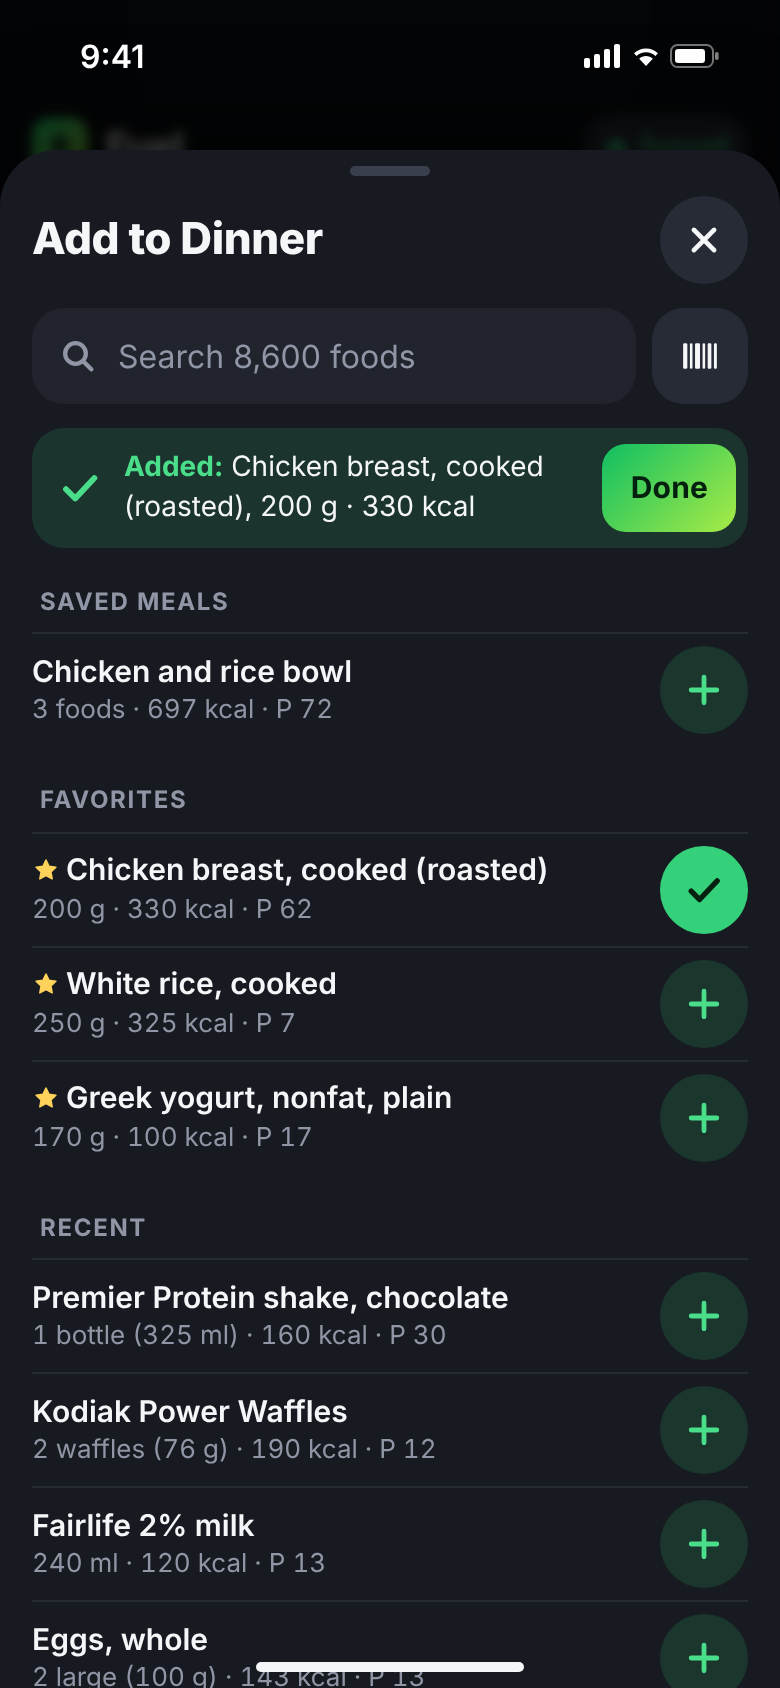 9:41
Add to Dinner
Search 8,600 foods
Added: Chicken breast, cooked
(roasted), 200 g · 330 kcal
Done
SAVED MEALS
Chicken and rice bowl
3 foods · 697 kcal · P 72
FAVORITES
Chicken breast, cooked (roasted)
200 g · 330 kcal · P 62
White rice, cooked
250 g · 325 kcal · P 7
Greek yogurt, nonfat, plain
170 g · 100 kcal · P 17
RECENT
Premier Protein shake, chocolate
1 bottle (325 ml) · 160 kcal · P 30
Kodiak Power Waffles
2 waffles (76 g) · 190 kcal · P 12
Fairlife 2% milk
240 ml · 120 kcal · P 13
Eggs, whole
2 large (100 g) · 143 kcal · P 13